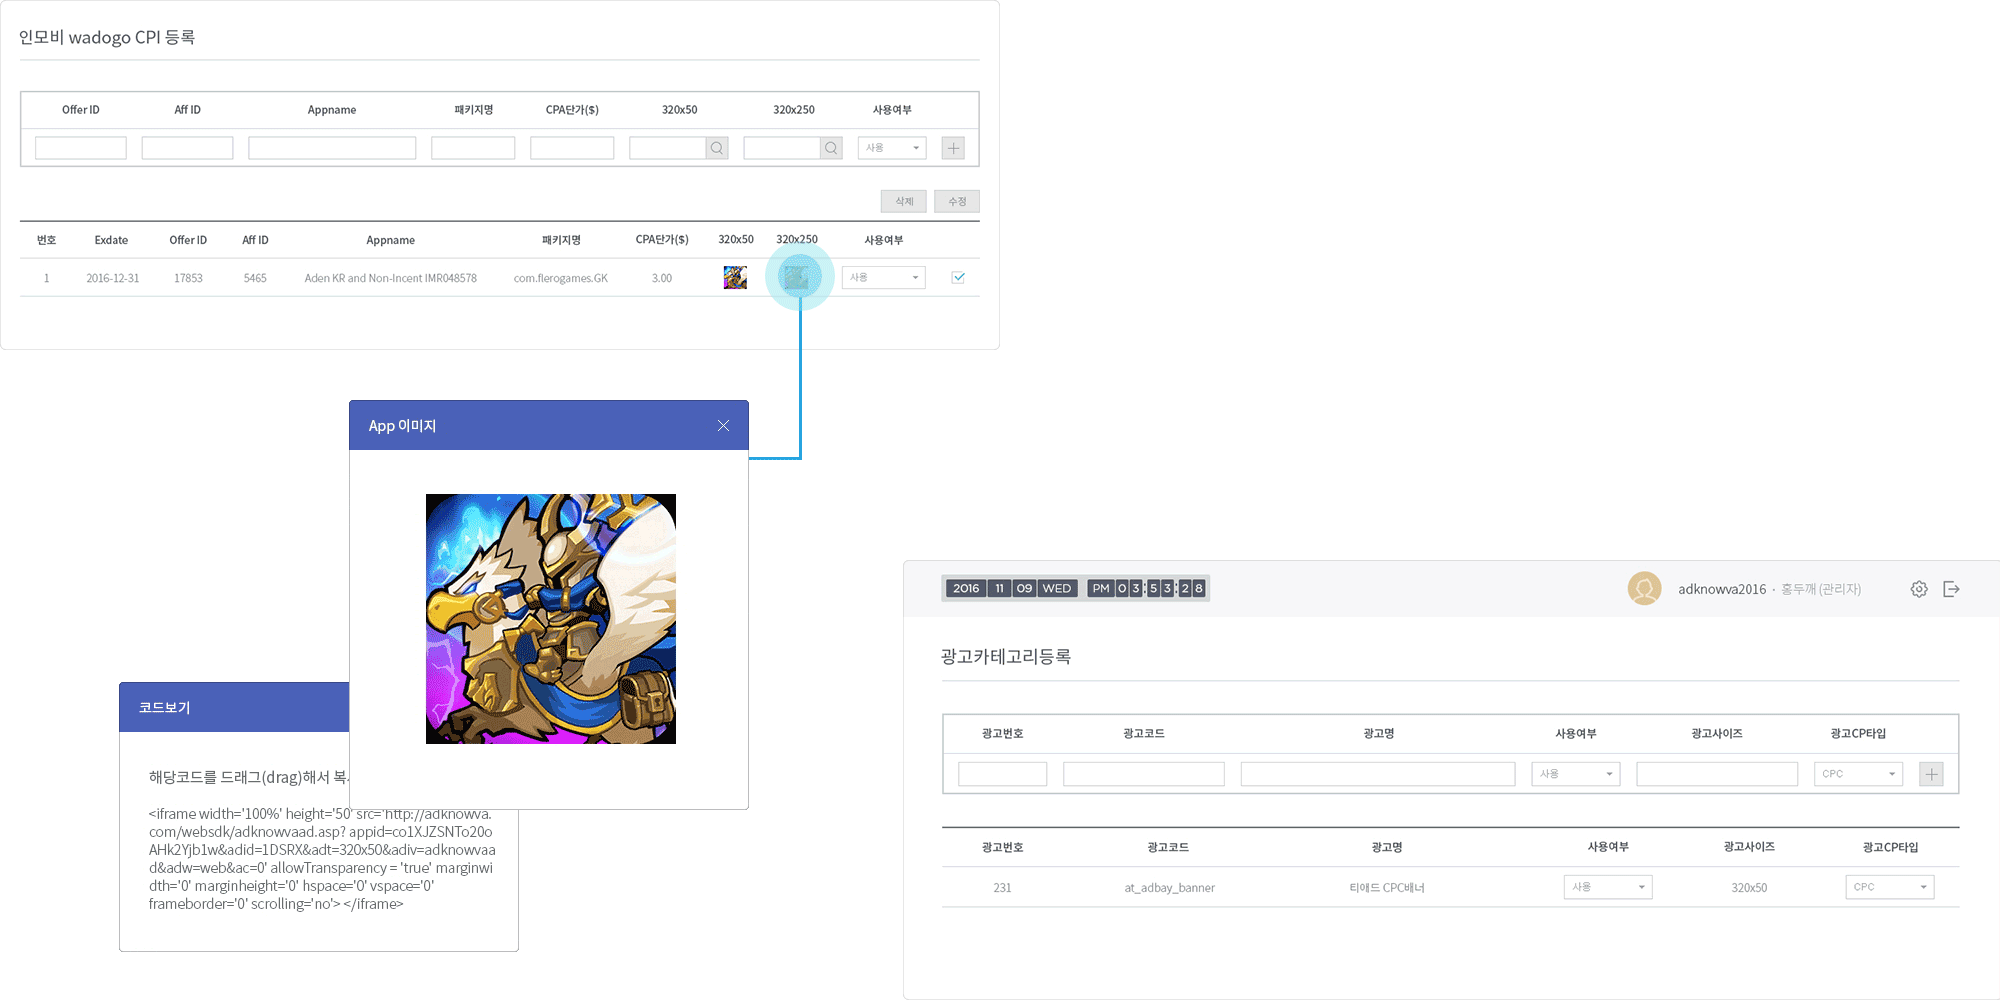 인모비 wadogo CPI 등록
Offer ID Aff ID Appname 패키지명 CPA단가($) 320x50 320x250 사용여부
사용
삭제 수정
번호 Exdate Offer ID Aff ID Appname 패키지명 CPA단가($) 320x50 320x250 사용여부
1 2016-12-31 17853 5465 Aden KR and Non-Incent IMR048578 com.fierogames.GK 3.00 사용
App 이미지
코드보기
해당코드를 드래그(drag)해서 복
<iframe width='100%' height='50' src='http://adknowva.
com/websdk/adknowvaad.asp? appid=co1XJZSNTo20o
AHk2Yjb1w&adid=1DSRX&adt=320x50&adiv=adknowvaa
d&adw=web&ac=0' allowTransparency = 'true' marginwi
dth='0' marginheight='0' hspace='0' vspace='0'
frameborder='0' scrolling='no'> </iframe>
2016 11 09 WED PM 03:53:28
adknowva2016 · 홍두깨 (관리자)
광고카테고리등록
광고번호 광고코드 광고명 사용여부 광고사이즈 광고CP타입
사용 CPC
광고번호 광고코드 광고명 사용여부 광고사이즈 광고CP타입
231 at_adbay_banner 티애드 CPC배너 사용 320x50 CPC